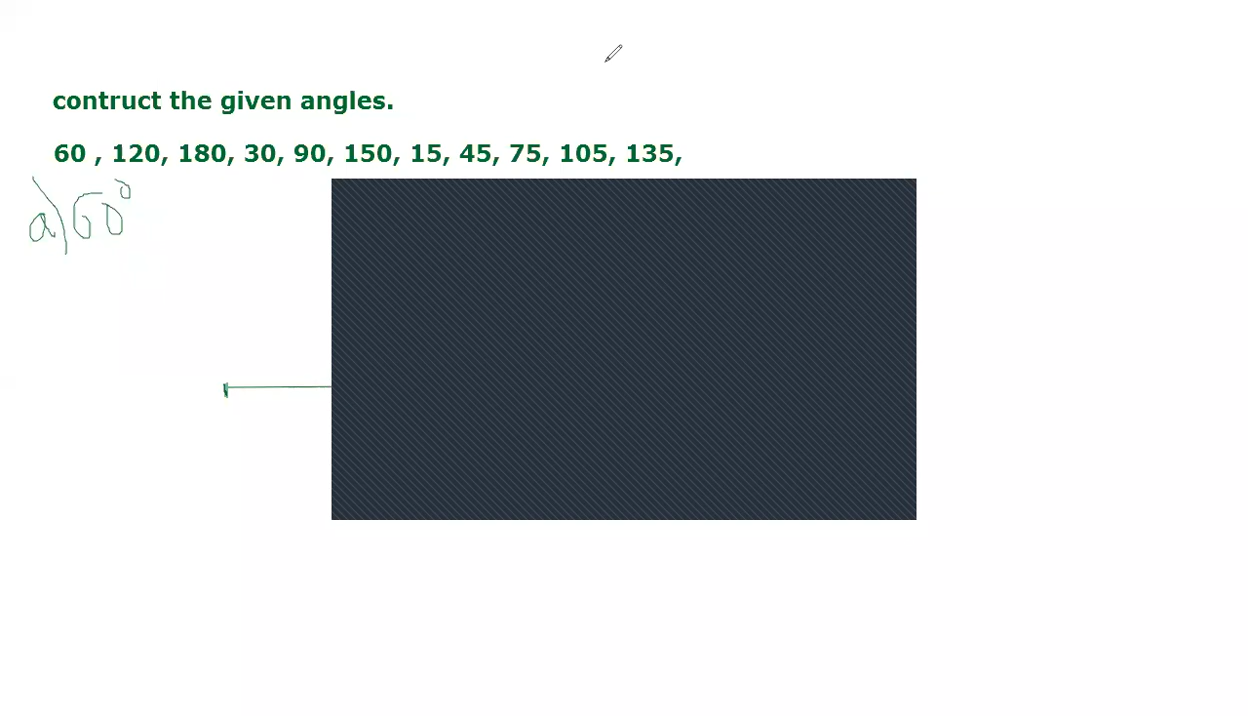 contruct the given angles.
60 , 120, 180, 30, 90, 150, 15, 45, 75, 105, 135,
a) 60°